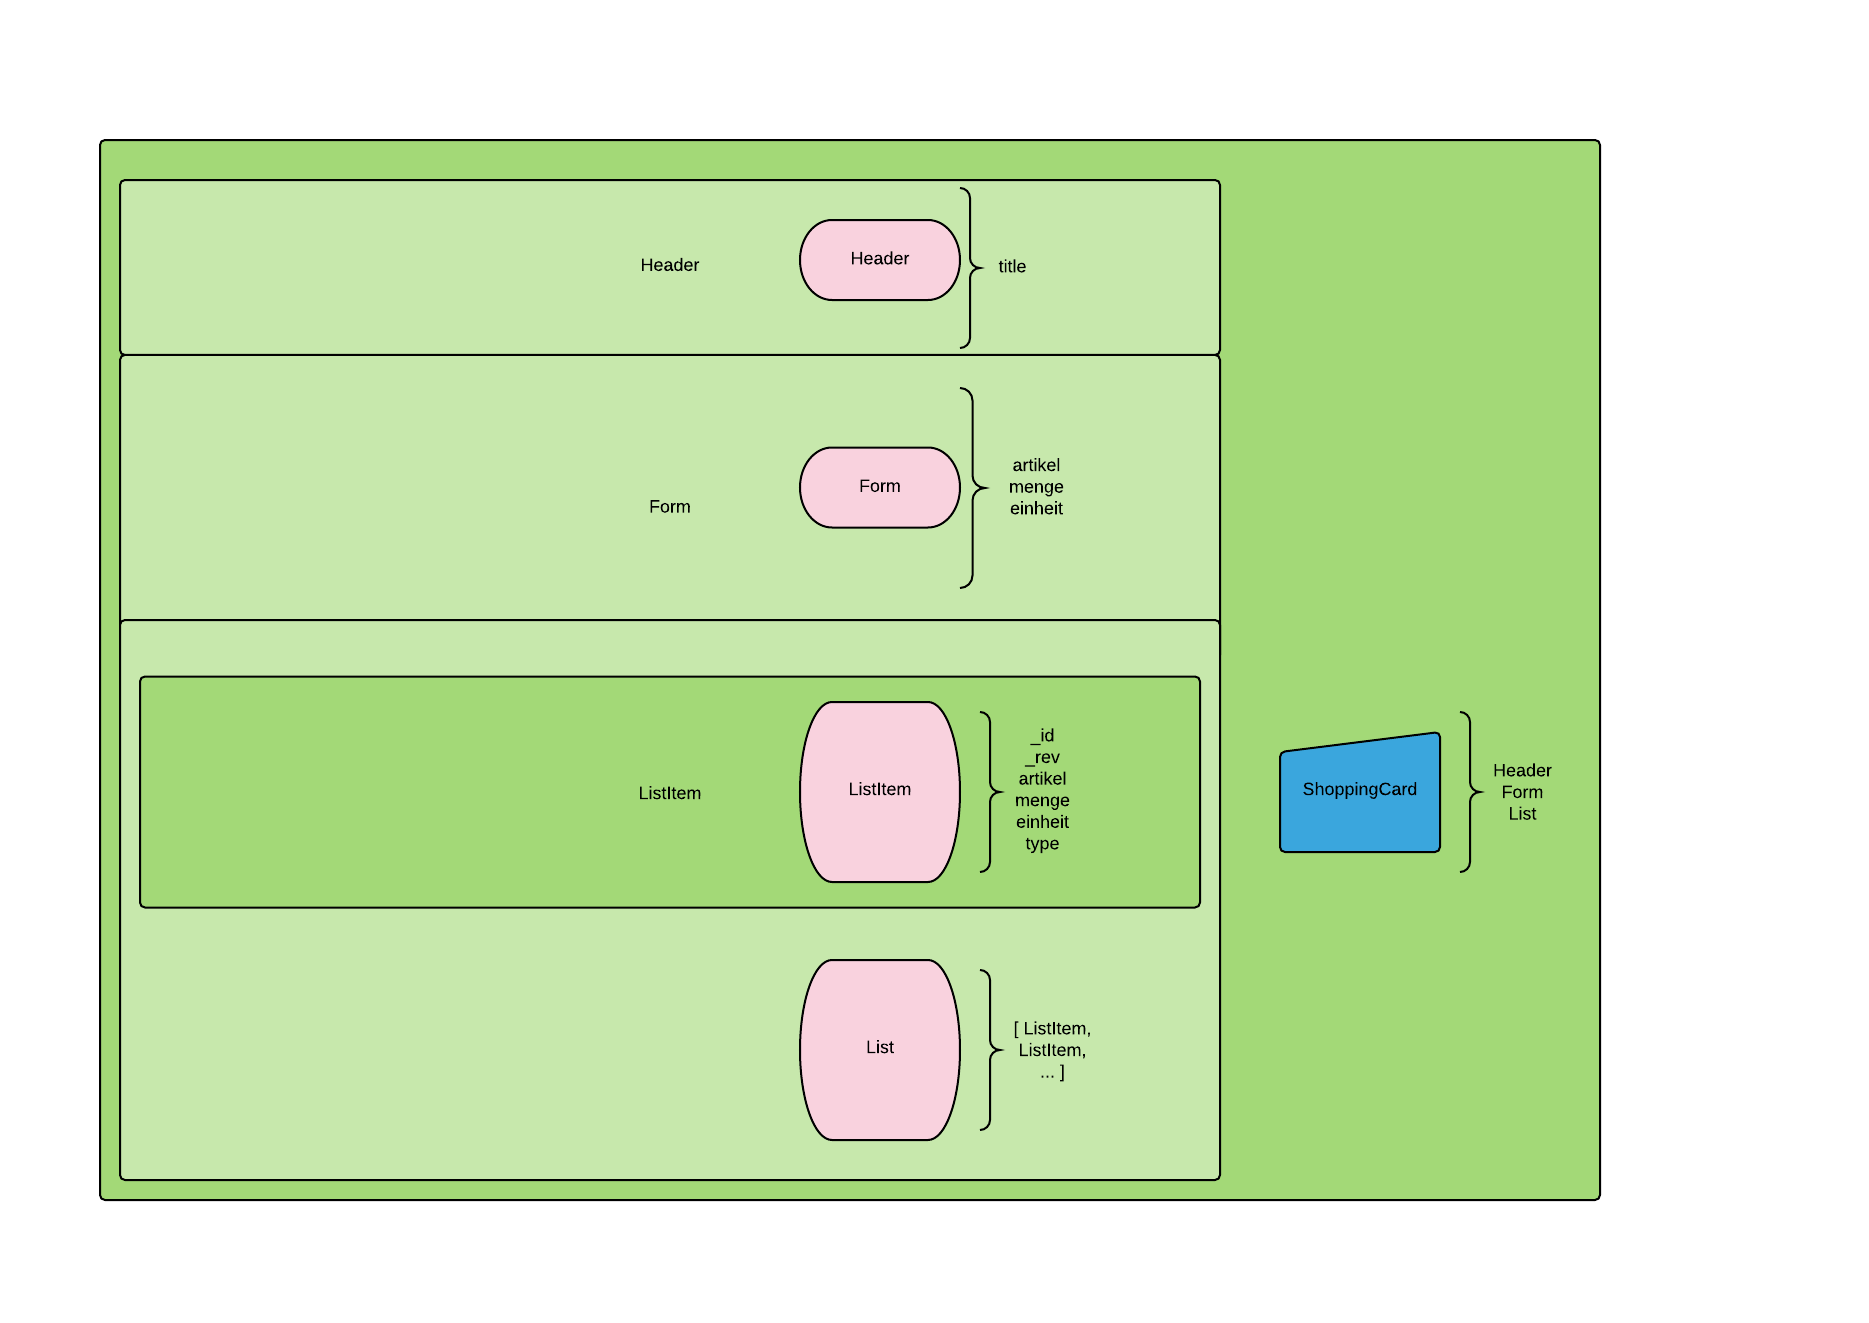 Header
Header
title
Form
Form
artikel
menge
einheit
ListItem
ListItem
_id
_rev
artikel
menge
einheit
type
ShoppingCard
Header
Form
List
List
[ ListItem,
ListItem,
... ]